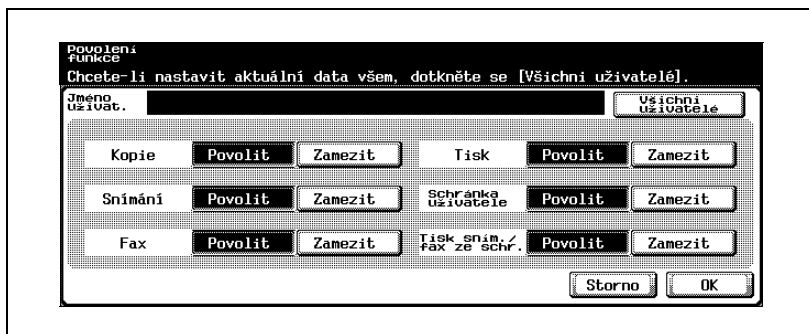 Povolení
funkce
Chcete-li nastavit aktuální data všem, dotkněte se [Všichni uživatelé].
Jméno
uživat.
Všichni
uživatelé
Kopie Povolit Zamezit Tisk Povolit Zamezit
Snímání Povolit Zamezit Schránka
uživatele Povolit Zamezit
Fax Povolit Zamezit Tisk sním./
fax ze schr. Povolit Zamezit
Storno OK